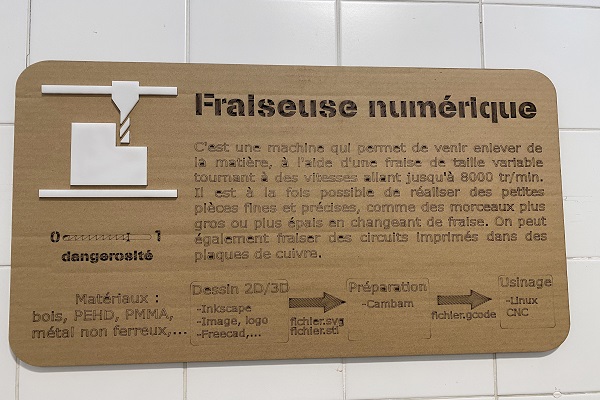 Fraiseuse numérique
C'est une machine qui permet de venir enlever de
la matière, à l'aide d'une fraise de taille variable
tournant à des vitesses allant jusqu'à 8000 tr/min.
Il est à la fois possible de réaliser des petites
pièces fines et précises, comme des morceaux plus
gros ou plus épais en changeant de fraise. On peut
également fraiser des circuits imprimés dans des
plaques de cuivre.
0 1
dangerosité
Matériaux :
bois, PEHD, PMMA,
métal non ferreux,...
Dessin 2D/3D
-Inkscape
-Image, logo
-Freecad,...
fichier.svg
fichier.stl
Préparation
-Cambam
fichier.gcode
Usinage
-Linux
CNC